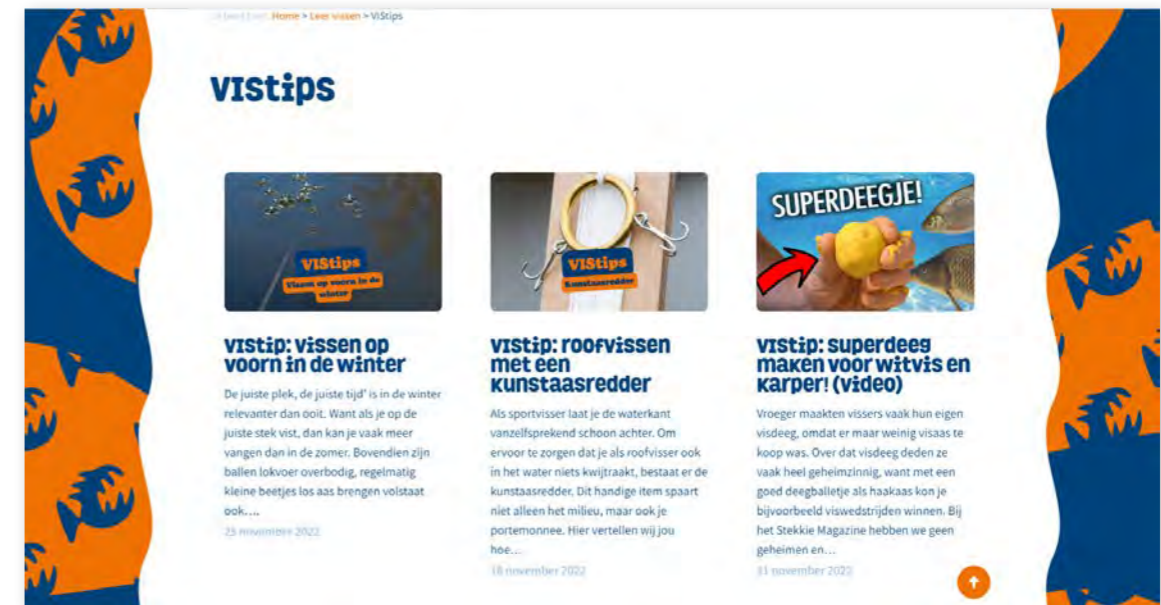 Home > Leer vissen > VIStips
VIStips
VIStips
Vissen op voorn in de
winter
VIStips
Kunstaasredder
SUPERDEEGJE!
VIStip: vissen op
voorn in de winter
De juiste plek, de juiste tijd' is in de winter
relevanter dan ooit. Want als je op de
juiste stek vist, dan kan je vaak meer
vangen dan in de zomer. Bovendien zijn
ballen lokvoer overbodig, regelmatig
kleine beetjes los aas brengen volstaat
ook….
25 november 2022
VIStip: roofvissen
met een
kunstaasredder
Als sportvisser laat je de waterkant
vanzelfsprekend schoon achter. Om
ervoor te zorgen dat je als roofvisser ook
in het water niets kwijtraakt, bestaat er de
kunstaasredder. Dit handige item spaart
niet alleen het milieu, maar ook je
portemonnee. Hier vertellen wij jou
hoe…
18 november 2022
VIStip: superdeeg
maken voor witvis en
karper! (video)
Vroeger maakten vissers vaak hun eigen
visdeeg, omdat er maar weinig visaas te
koop was. Over dat visdeeg deden ze
vaak heel geheimzinnig, want met een
goed deegballetje als haakaas kon je
bijvoorbeeld viswedstrijden winnen. Bij
het Stekkie Magazine hebben we geen
geheimen en…
11 november 2022